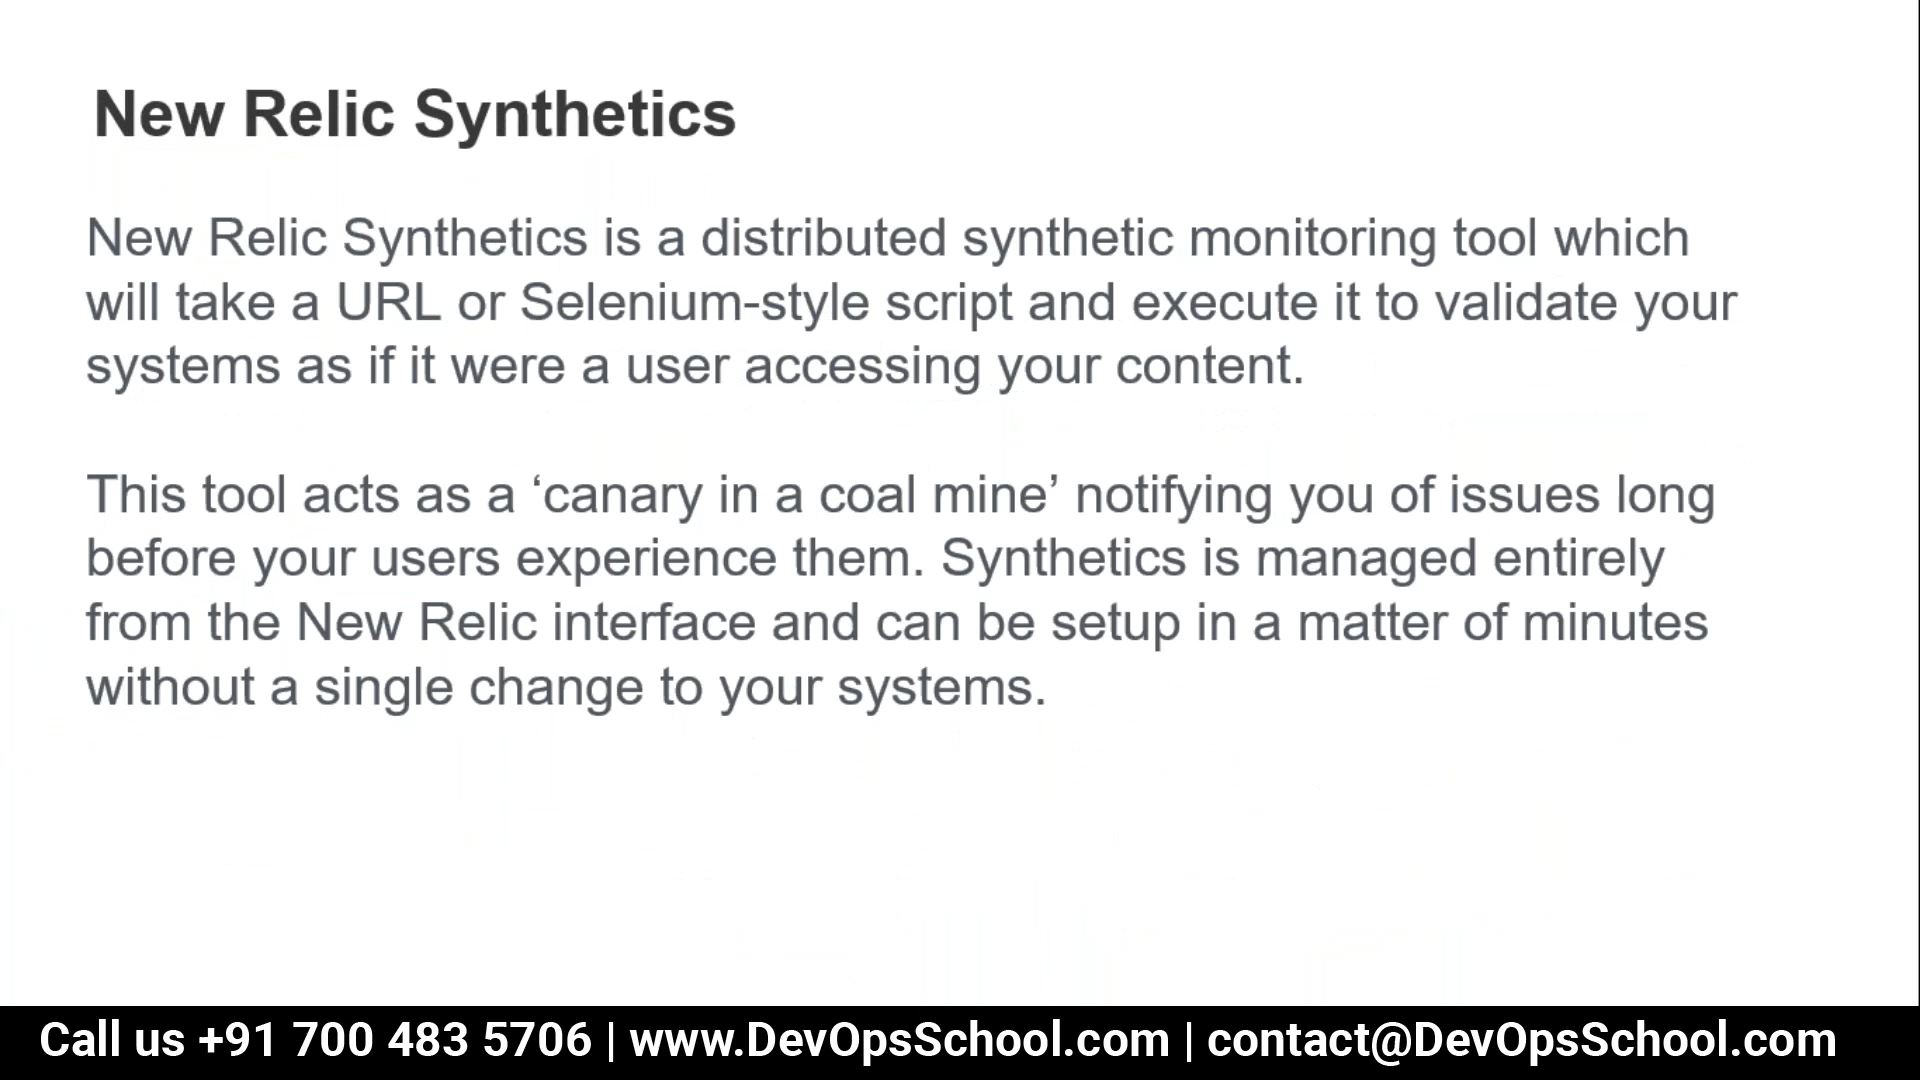 New Relic Synthetics
New Relic Synthetics is a distributed synthetic monitoring tool which
will take a URL or Selenium-style script and execute it to validate your
systems as if it were a user accessing your content.
This tool acts as a ‘canary in a coal mine’ notifying you of issues long
before your users experience them. Synthetics is managed entirely
from the New Relic interface and can be setup in a matter of minutes
without a single change to your systems.
Call us +91 700 483 5706 | www.DevOpsSchool.com | contact@DevOpsSchool.com